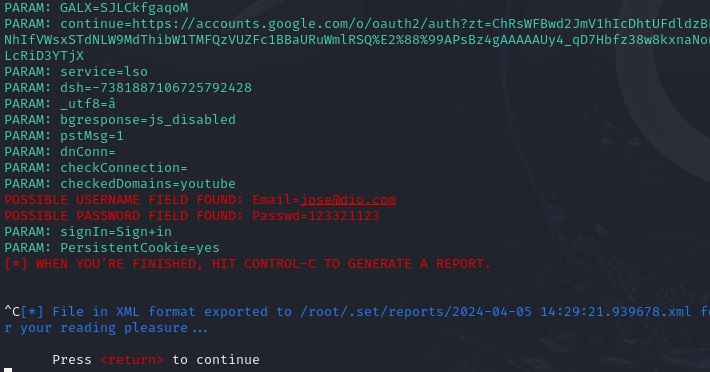 PARAM: GALX=SJLCkfgaqoM
PARAM: continue=https://accounts.google.com/o/oauth2/auth?zt=ChRsWFBwd2JmV1hIcDhtUFdldzBE
NhIfVWsxSTdNLW9MdThibW1TMFQzVUZFc1BBaURuWmlRSQ%E2%88%99APsBz4gAAAAAUy4_qD7Hbfz38w8kxnaNou
LcRiD3YTjX
PARAM: service=lso
PARAM: dsh=-7381887106725792428
PARAM: _utf8=â
PARAM: bgresponse=js_disabled
PARAM: pstMsg=1
PARAM: dnConn=
PARAM: checkConnection=
PARAM: checkedDomains=youtube
POSSIBLE USERNAME FIELD FOUND: Email=jose@dio.com
POSSIBLE PASSWORD FIELD FOUND: Passwd=123321123
PARAM: signIn=Sign+in
PARAM: PersistentCookie=yes
[*] WHEN YOU'RE FINISHED, HIT CONTROL-C TO GENERATE A REPORT.
^C[*] File in XML format exported to /root/.set/reports/2024-04-05 14:29:21.939678.xml fo
r your reading pleasure...
Press <return> to continue